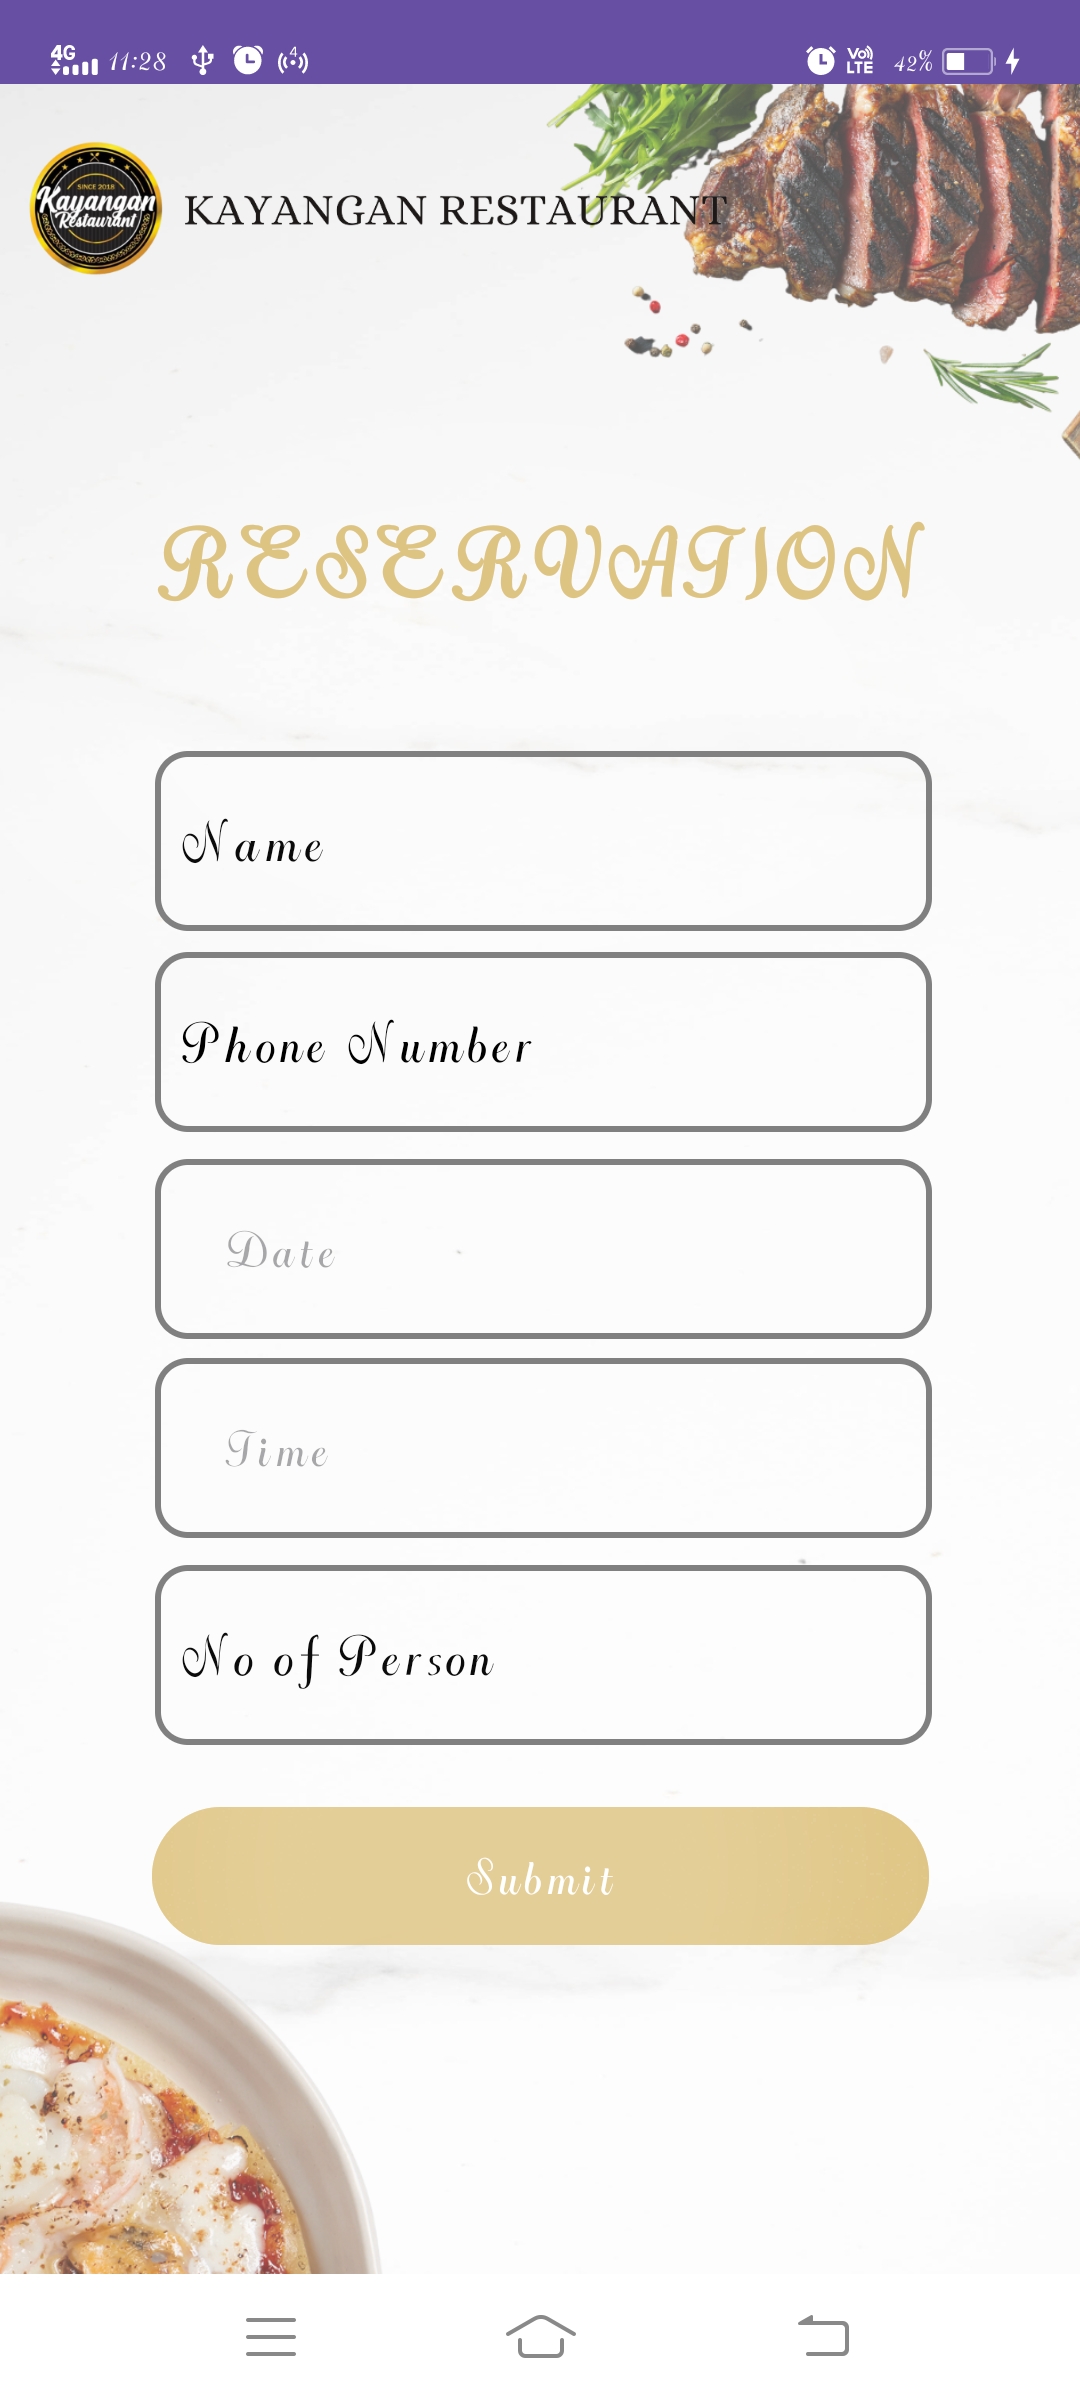 4G 11:28 4 Vo) LTE 42%
SINCE 2018
Kayangan
Restaurant
KAYANGAN RESTAURANT
RESERVATION
Name
Phone Number
Date
Time
No of Person
Submit